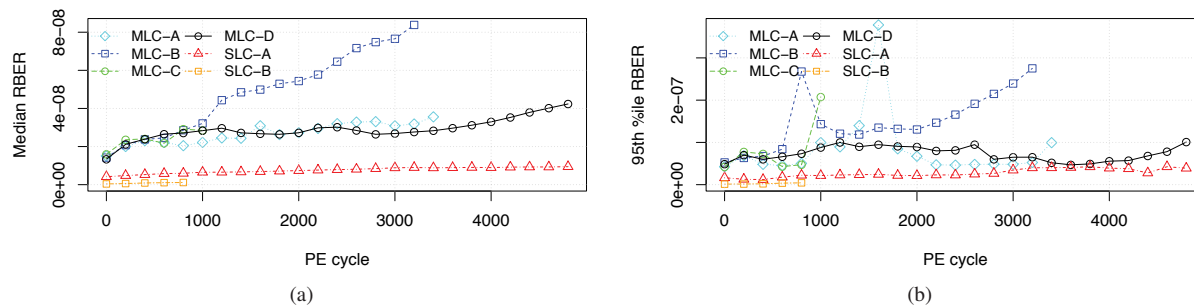 Median RBER
0e+00 4e-08 8e-08
MLC-A
MLC-B
MLC-C
MLC-D
SLC-A
SLC-B
0 1000 2000 3000 4000
PE cycle
(a)
95th %ile RBER
0e+00 2e-07
MLC-A
MLC-B
MLC-C
MLC-D
SLC-A
SLC-B
0 1000 2000 3000 4000
PE cycle
(b)